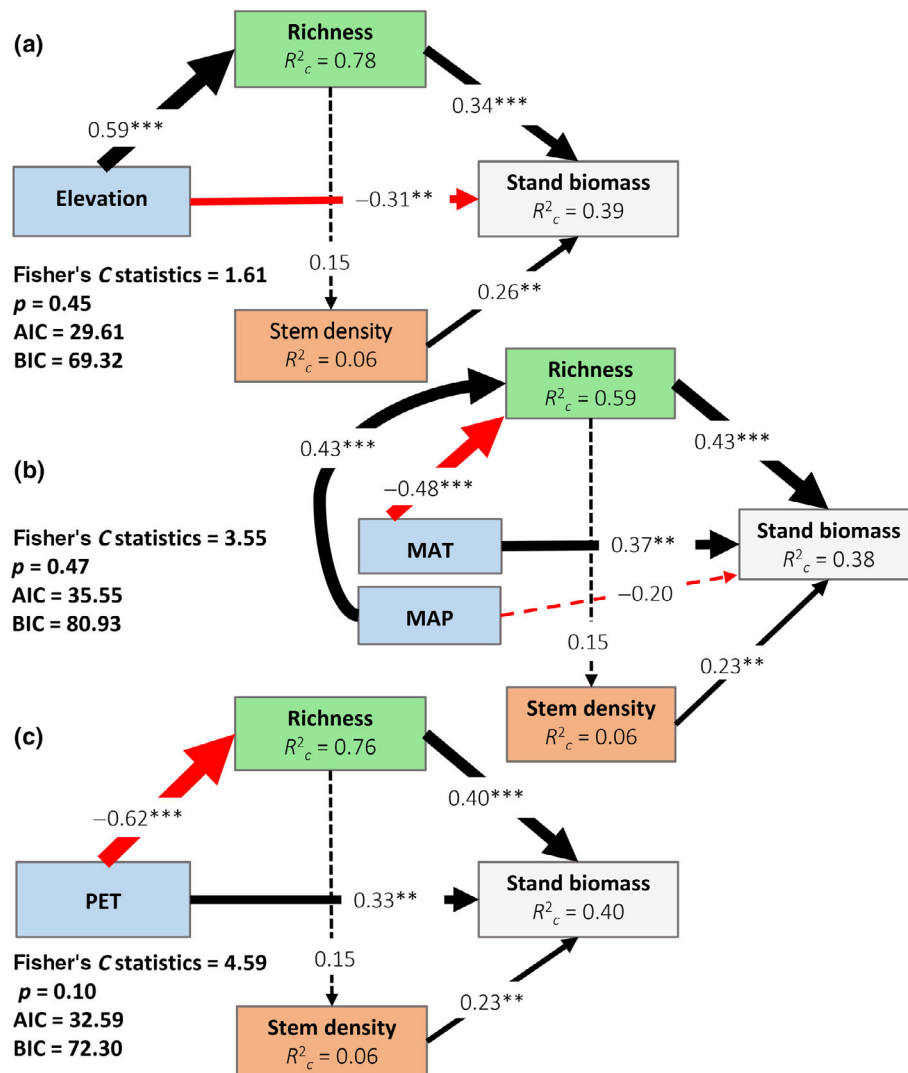 (a)
Richness
R²c = 0.78
0.59***
0.34***
Elevation
−0.31**
Stand biomass
R²c = 0.39
0.15
0.26**
Stem density
R²c = 0.06
Fisher's C statistics = 1.61
p = 0.45
AIC = 29.61
BIC = 69.32
(b)
Richness
R²c = 0.59
0.43***
−0.48***
0.43***
MAT
0.37**
Stand biomass
R²c = 0.38
MAP
−0.20
0.15
0.23**
Stem density
R²c = 0.06
Fisher's C statistics = 3.55
p = 0.47
AIC = 35.55
BIC = 80.93
(c)
Richness
R²c = 0.76
−0.62***
0.40***
PET
0.33**
Stand biomass
R²c = 0.40
0.15
0.23**
Stem density
R²c = 0.06
Fisher's C statistics = 4.59
p = 0.10
AIC = 32.59
BIC = 72.30